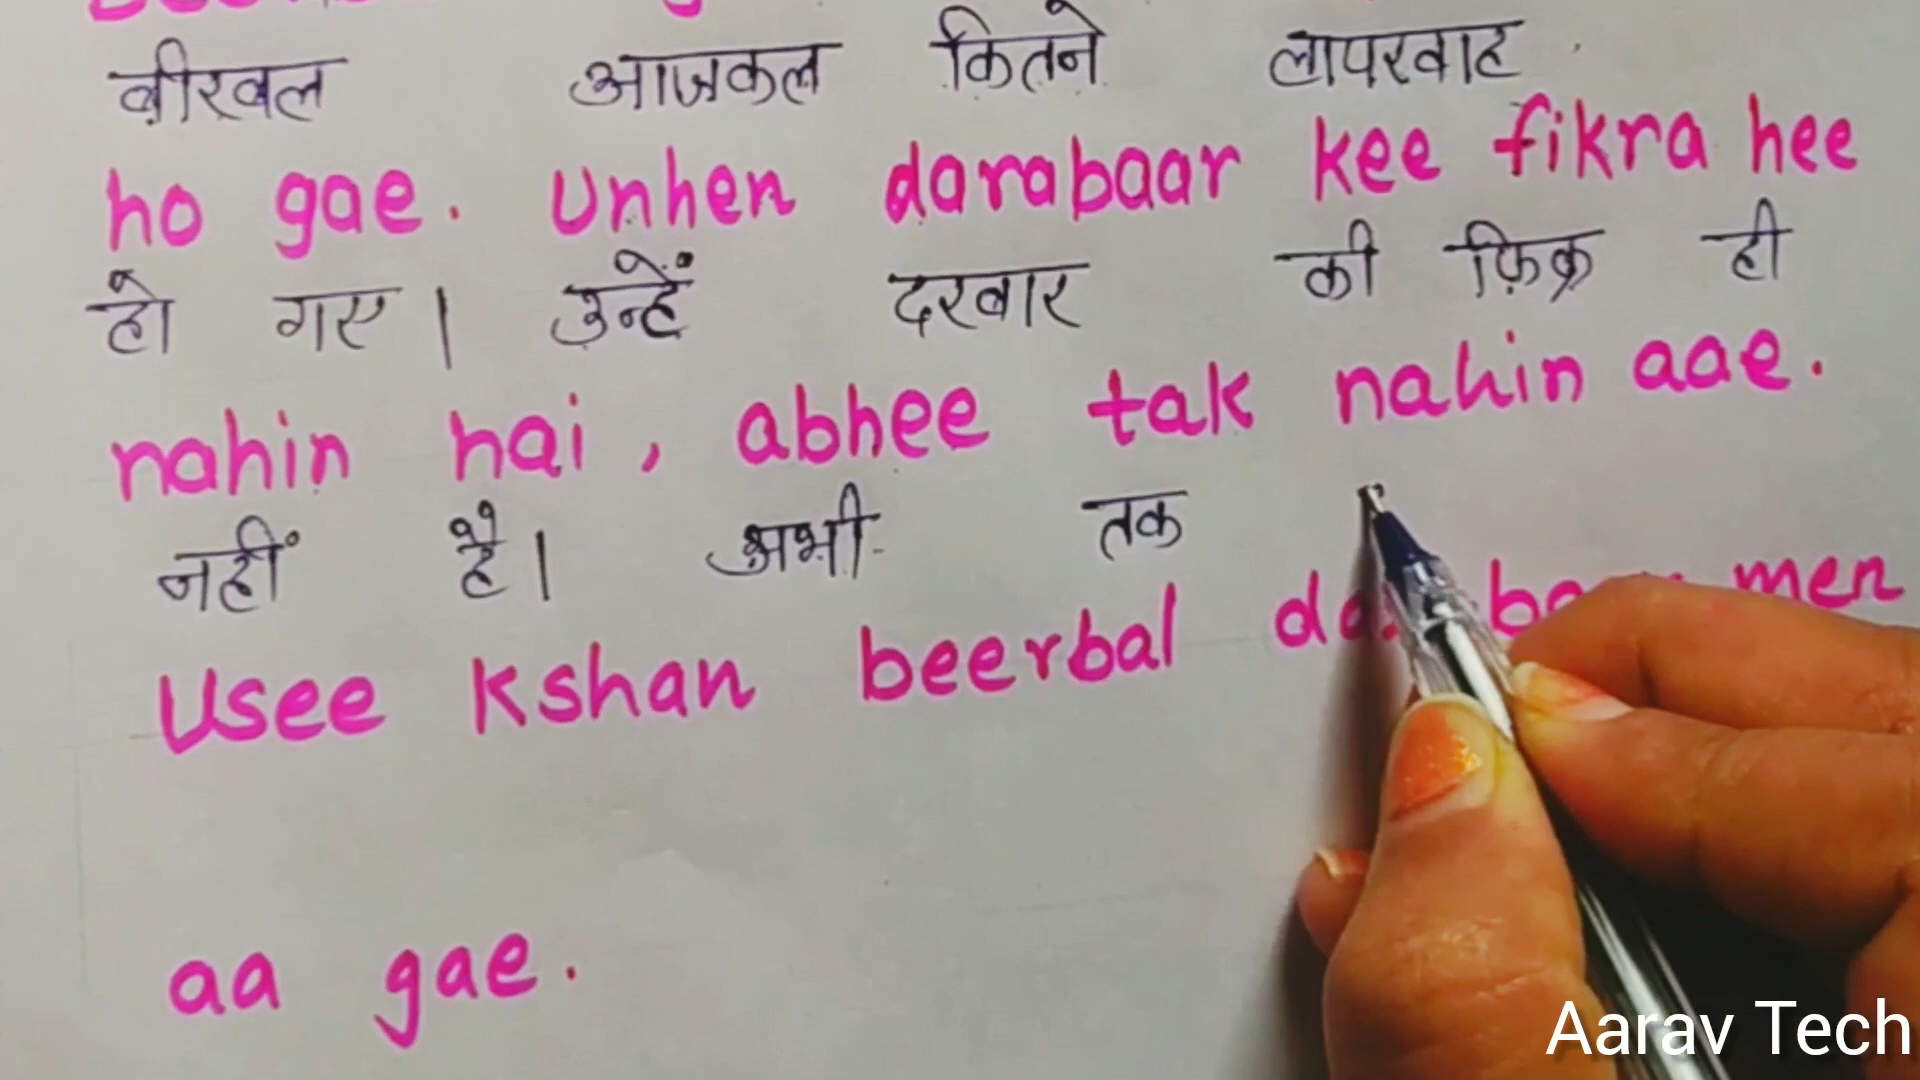 बीरबल आजकल कितने लापरवाह
ho gae. Unhen darabaar kee fikra hee
हो गए। उन्हें दरबार की फ़िक्र ही
nahin hai, abhee tak nahin aae.
नहीं है। अभी तक
Usee kshan beerbal men
aa gae.
Aarav Tech